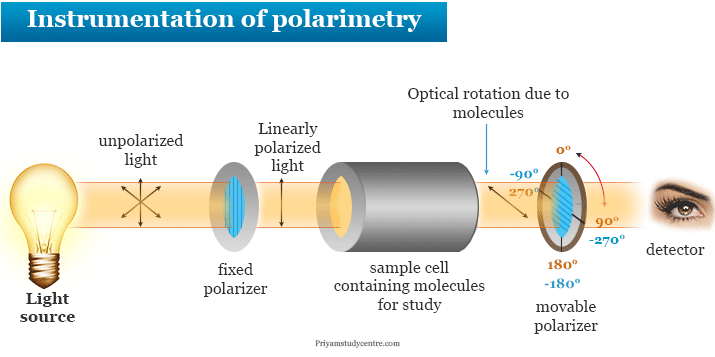 Instrumentation of polarimetry
Optical rotation due to
molecules
unpolarized
light
Linearly
polarized
light
0°
-90°
270°
90°
-270°
180°
-180°
Light
source
fixed
polarizer
sample cell
containing molecules
for study
movable
polarizer
detector
Priyamstudycentre.com